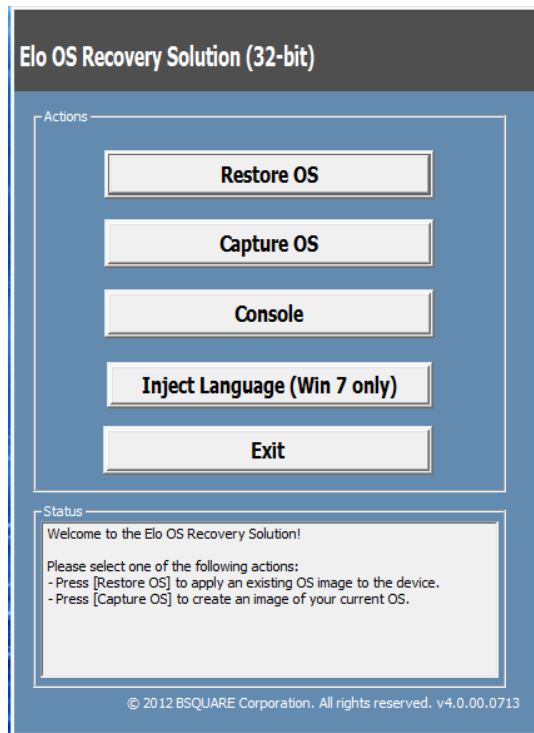 Elo OS Recovery Solution (32-bit)
Actions
Restore OS
Capture OS
Console
Inject Language (Win 7 only)
Exit
Status
Welcome to the Elo OS Recovery Solution!
Please select one of the following actions:
- Press [Restore OS] to apply an existing OS image to the device.
- Press [Capture OS] to create an image of your current OS.
© 2012 BSQUARE Corporation. All rights reserved. v4.0.00.0713